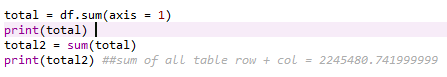 total = df.sum(axis = 1)
print(total)
total2 = sum(total)
print(total2) ##sum of all table row + col = 2245480.741999999